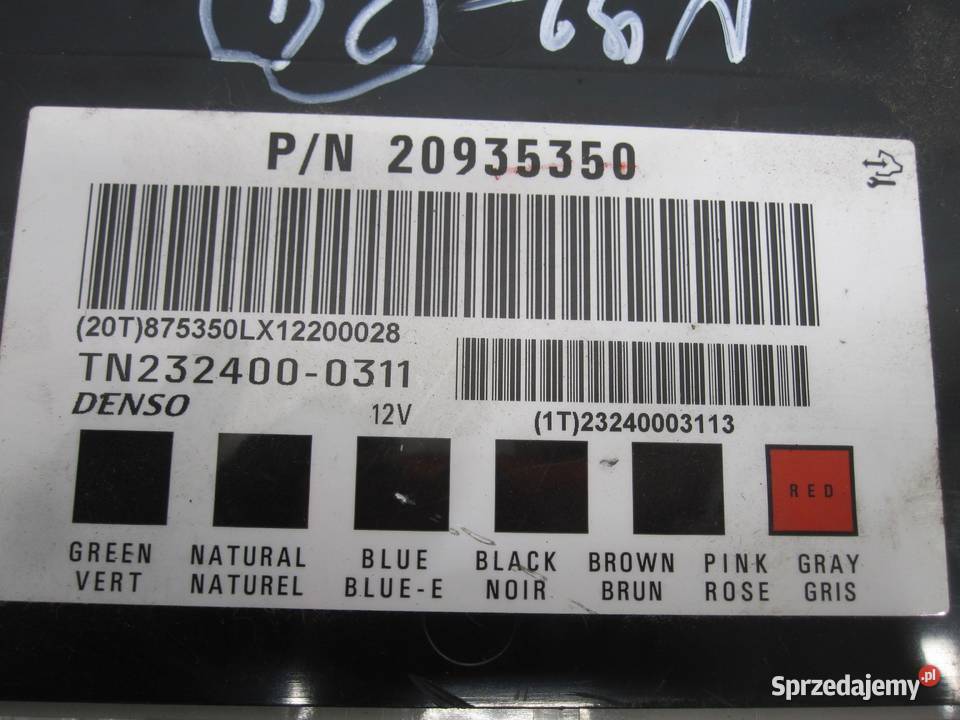 P/N 20935350
(20T)875350LX12200028
TN232400-0311
DENSO 12V
(1T)23240003113
RED
GREEN NATURAL BLUE BLACK BROWN PINK GRAY
VERT NATUREL BLUE-E NOIR BRUN ROSE GRIS
Sprzedajemy.pl